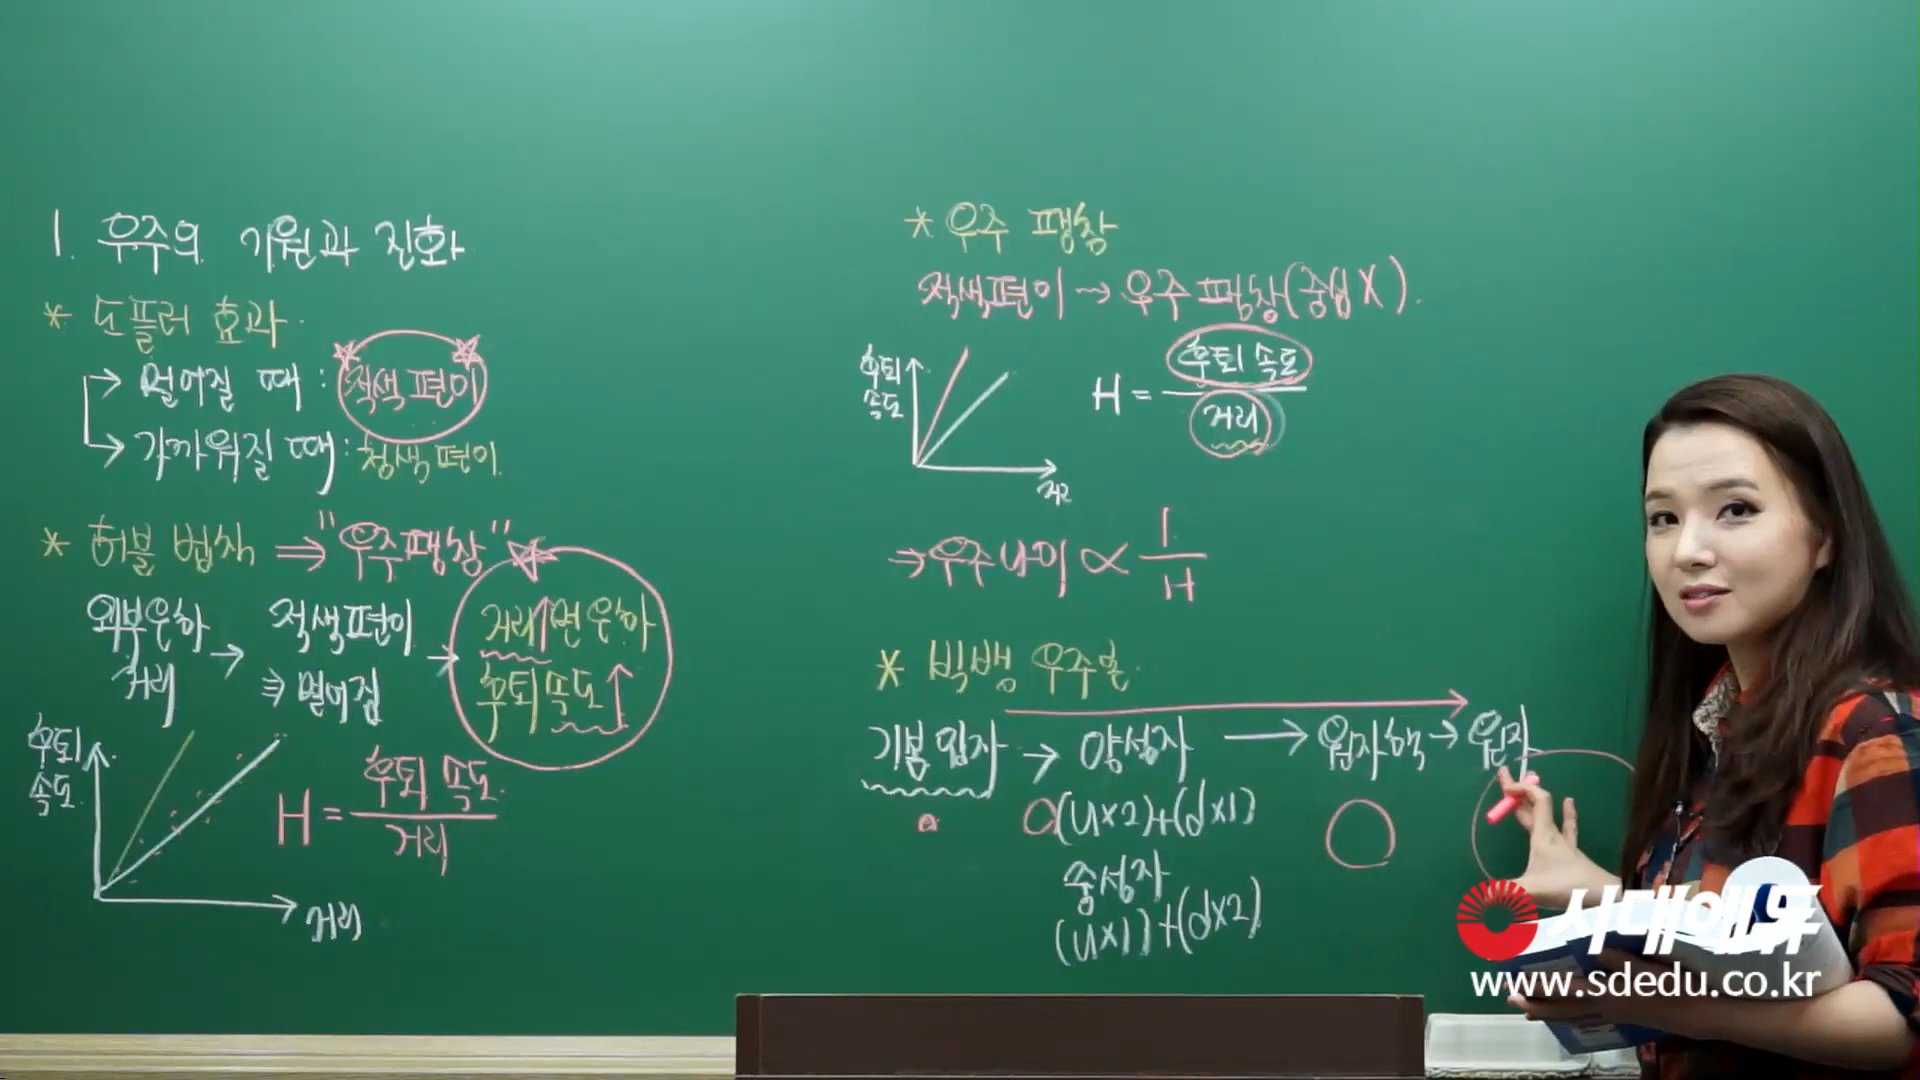 1. 우주의 기원과 진화
* 도플러 효과
→ 멀어질 때 : 적색 편이
→ 가까워질 때 : 청색 편이
* 허블 법칙 ⇒ "우주팽창"
외부은하 거리 → 적색편이 ⇒ 멀어짐 → 거리↑ 먼 은하 후퇴 속도↑
후퇴 속도
거리
H = 후퇴 속도 / 거리
* 우주 팽창
적색편이 → 우주 팽창(중심X).
후퇴 속도
거리
H = 후퇴 속도 / 거리
→ 우주 나이 ∝ 1 / H
* 빅뱅 우주론
기본 입자 → 양성자 → 원자핵 → 원자
(u×2)+(d×1)
중성자
(u×1)+(d×2)
시대에듀
www.sdedu.co.kr